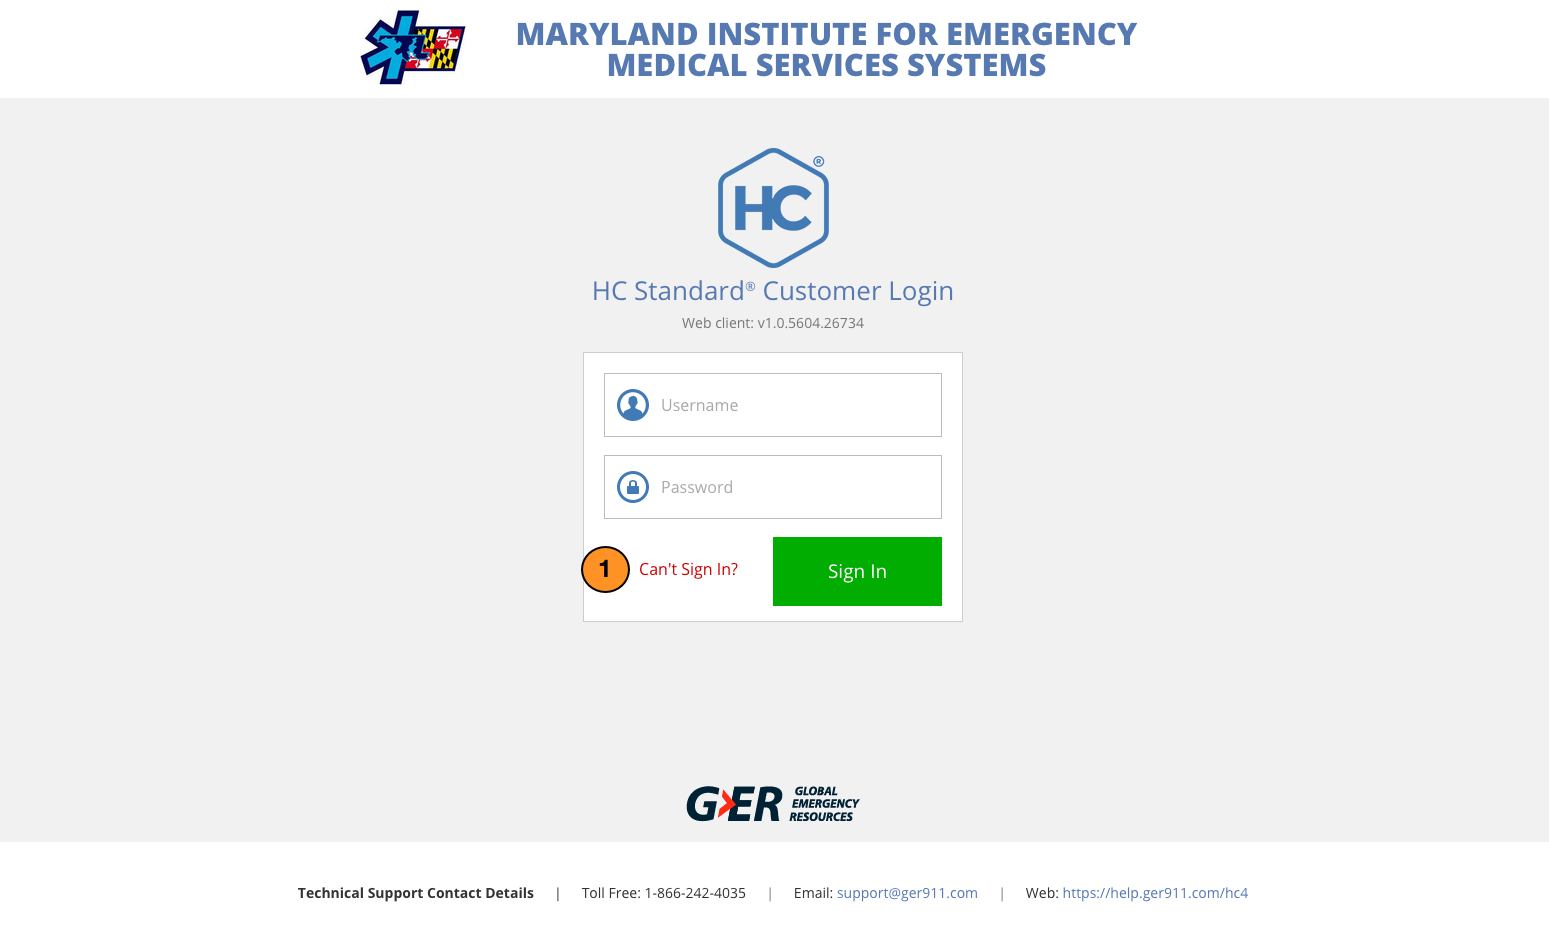 MARYLAND INSTITUTE FOR EMERGENCY
MEDICAL SERVICES SYSTEMS
HC®
HC Standard® Customer Login
Web client: v1.0.5604.26734
Username
Password
1 Can't Sign In? Sign In
GER GLOBAL
EMERGENCY
RESOURCES
Technical Support Contact Details | Toll Free: 1-866-242-4035 | Email: support@ger911.com | Web: https://help.ger911.com/hc4